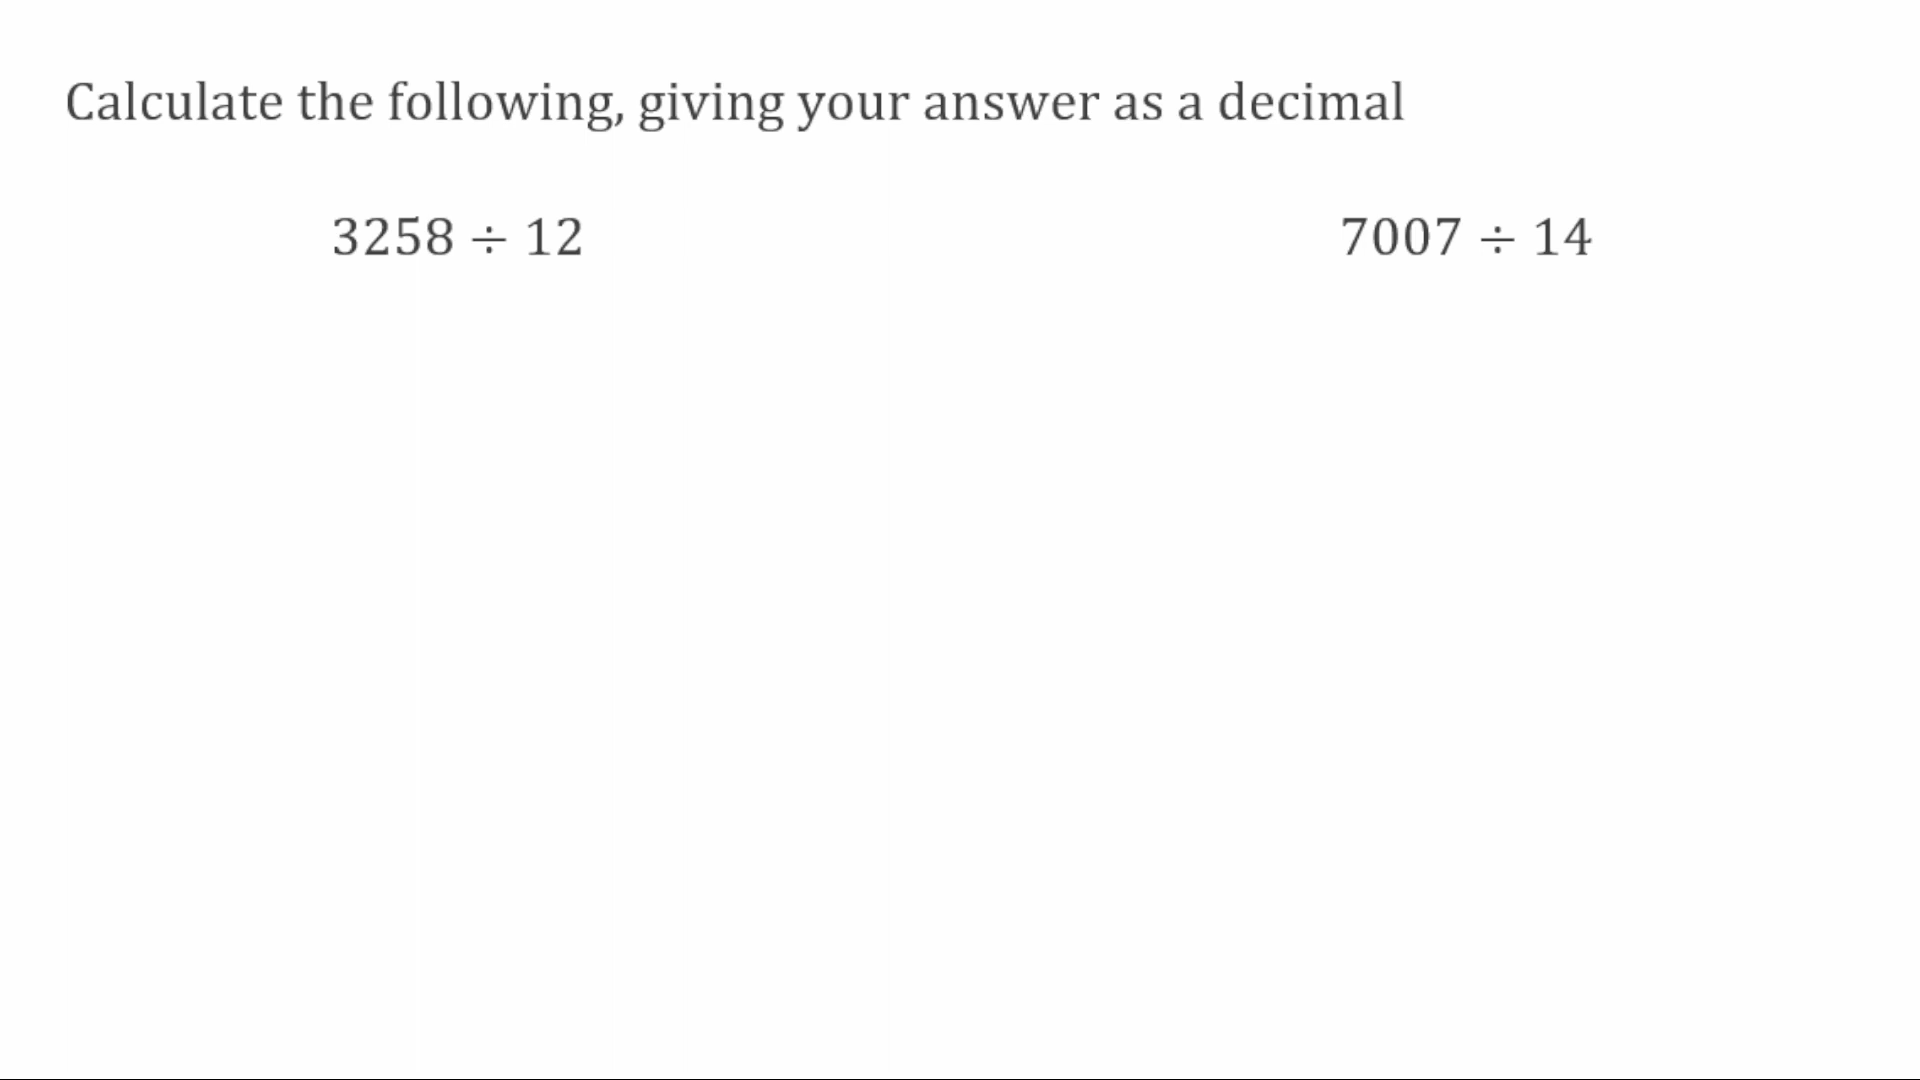 Calculate the following, giving your answer as a decimal
3258 ÷ 12
7007 ÷ 14